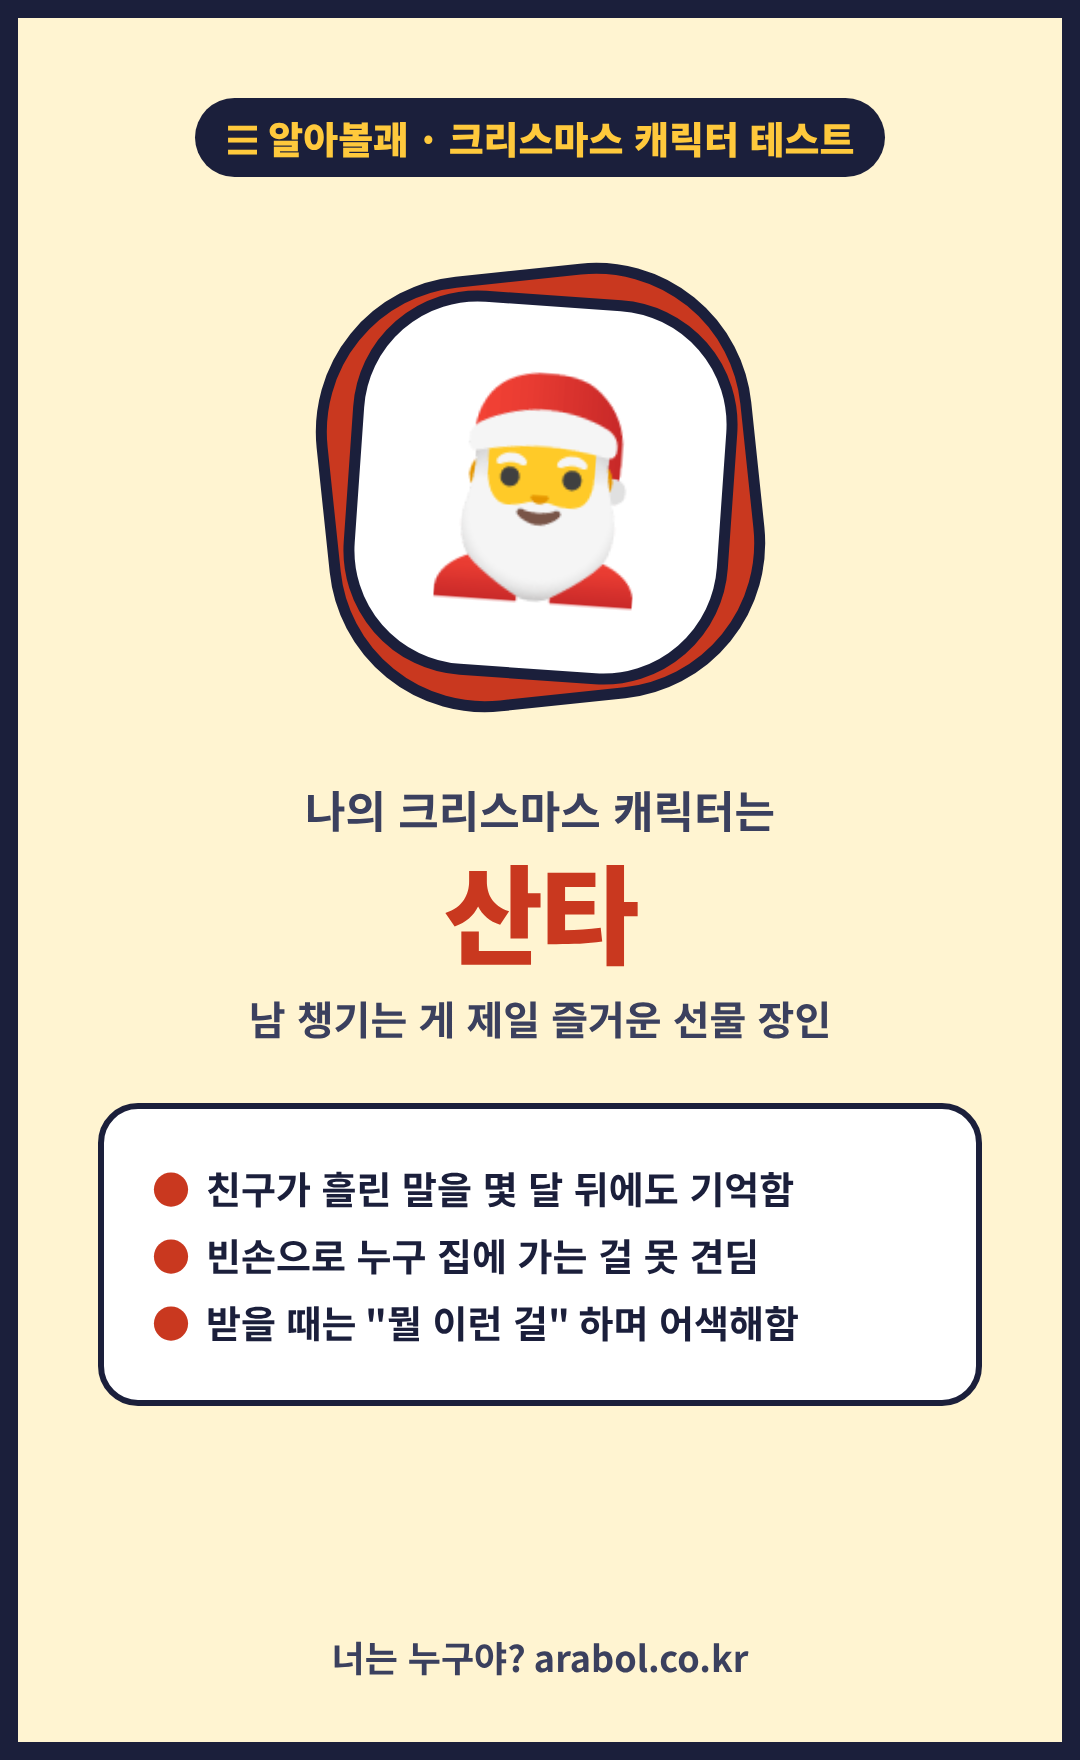 ☰ 알아볼괘 · 크리스마스 캐릭터 테스트
나의 크리스마스 캐릭터는
산타
남 챙기는 게 제일 즐거운 선물 장인
친구가 흘린 말을 몇 달 뒤에도 기억함
빈손으로 누구 집에 가는 걸 못 견딤
받을 때는 "뭘 이런 걸" 하며 어색해함
너는 누구야? arabol.co.kr